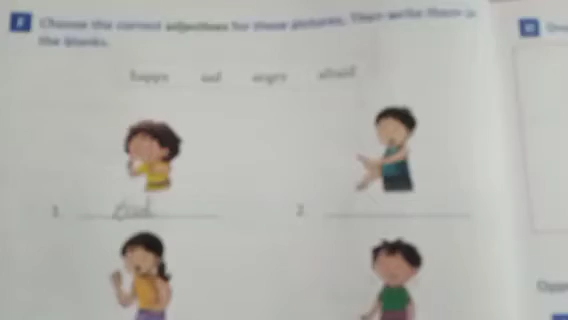 Choose the correct adjectives for these pictures. Then write them in
the blanks.
happy sad angry afraid
1.
2.